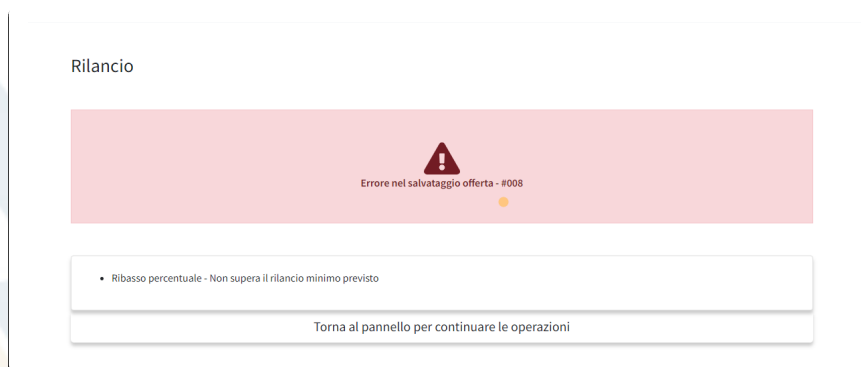 Rilancio
Errore nel salvataggio offerta - #008
• Ribasso percentuale - Non supera il rilancio minimo previsto
Torna al pannello per continuare le operazioni